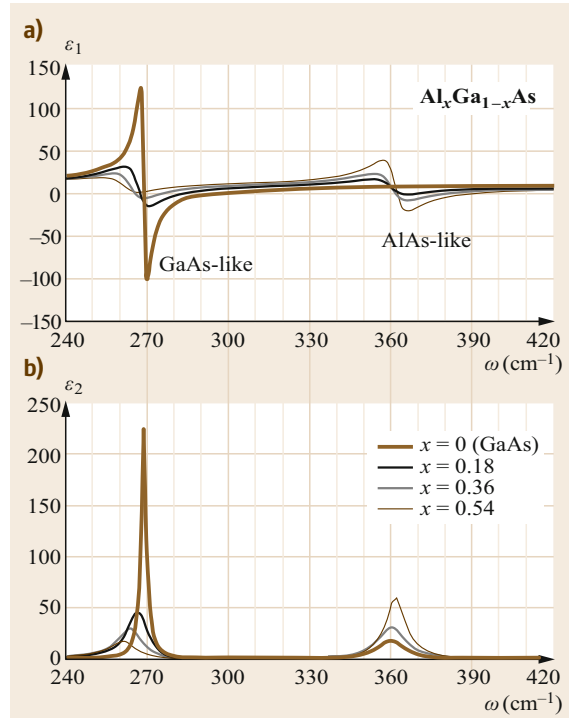 a)
ε₁
150
100
50
0
−50
−100
−150
AlₓGa₁₋ₓAs
GaAs-like
AlAs-like
240 270 300 330 360 390 420
ω (cm⁻¹)
b)
ε₂
250
200
150
100
50
0
x = 0 (GaAs)
x = 0.18
x = 0.36
x = 0.54
240 270 300 330 360 390 420
ω (cm⁻¹)